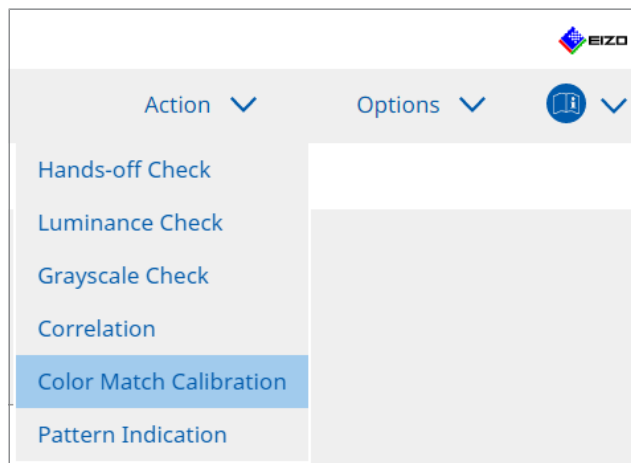 EIZO
Action
Options
Hands-off Check
Luminance Check
Grayscale Check
Correlation
Color Match Calibration
Pattern Indication